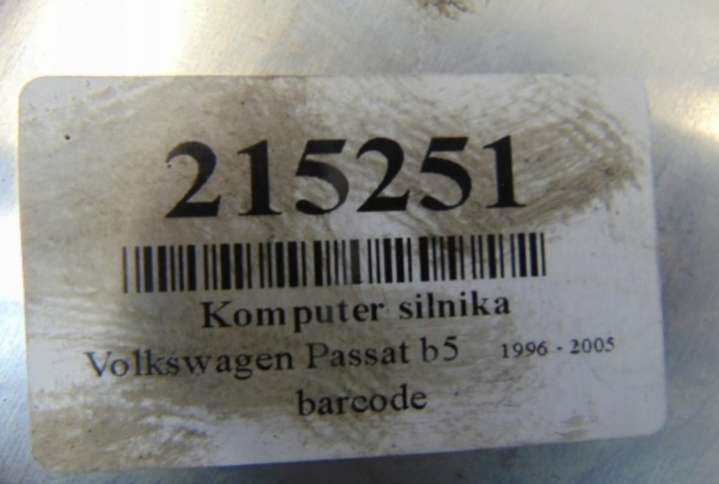 215251
Komputer silnika
Volkswagen Passat b5 1996 - 2005
barcode